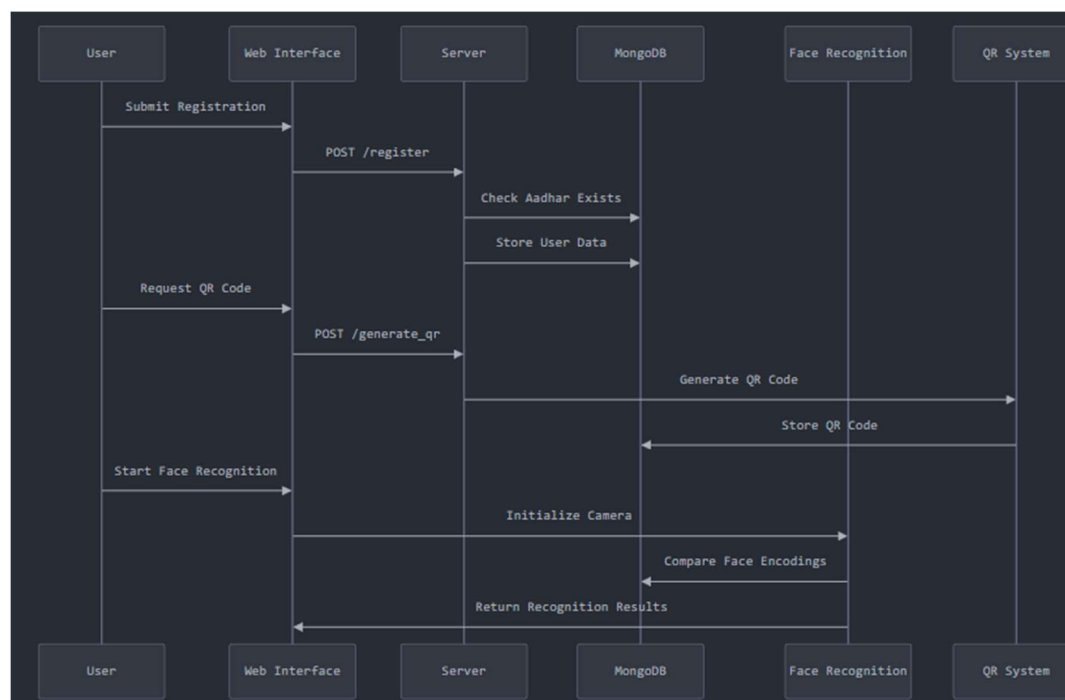 User
Web Interface
Server
MongoDB
Face Recognition
QR System
Submit Registration
POST /register
Check Aadhar Exists
Store User Data
Request QR Code
POST /generate_qr
Generate QR Code
Store QR Code
Start Face Recognition
Initialize Camera
Compare Face Encodings
Return Recognition Results
User
Web Interface
Server
MongoDB
Face Recognition
QR System